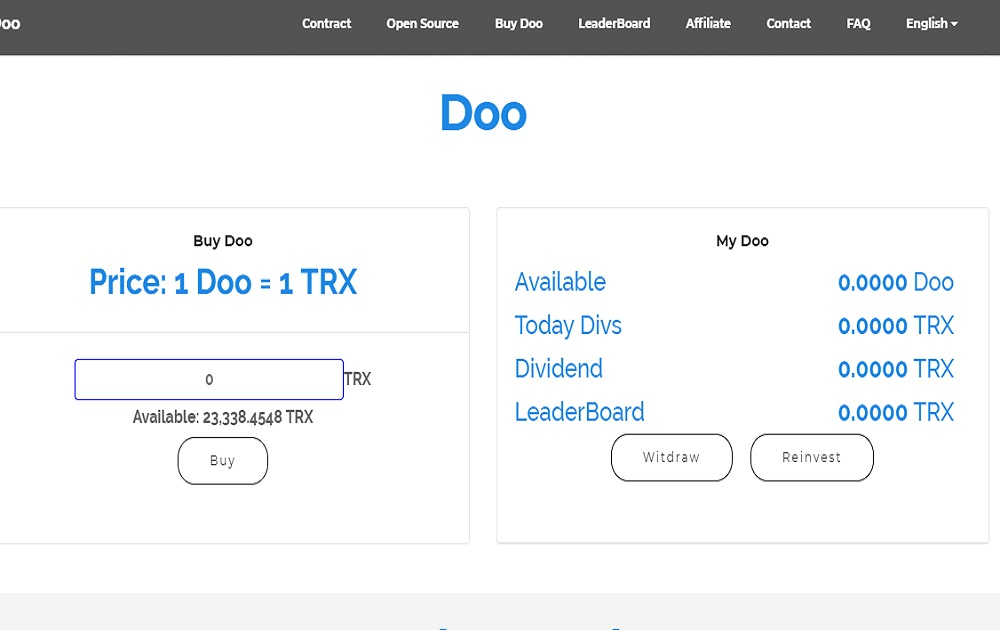 Doo Contract Open Source Buy Doo LeaderBoard Affiliate Contact FAQ English
Doo
Buy Doo
Price: 1 Doo = 1 TRX
0 TRX
Available: 23,338.4548 TRX
Buy
My Doo
Available 0.0000 Doo
Today Divs 0.0000 TRX
Dividend 0.0000 TRX
LeaderBoard 0.0000 TRX
Witdraw Reinvest